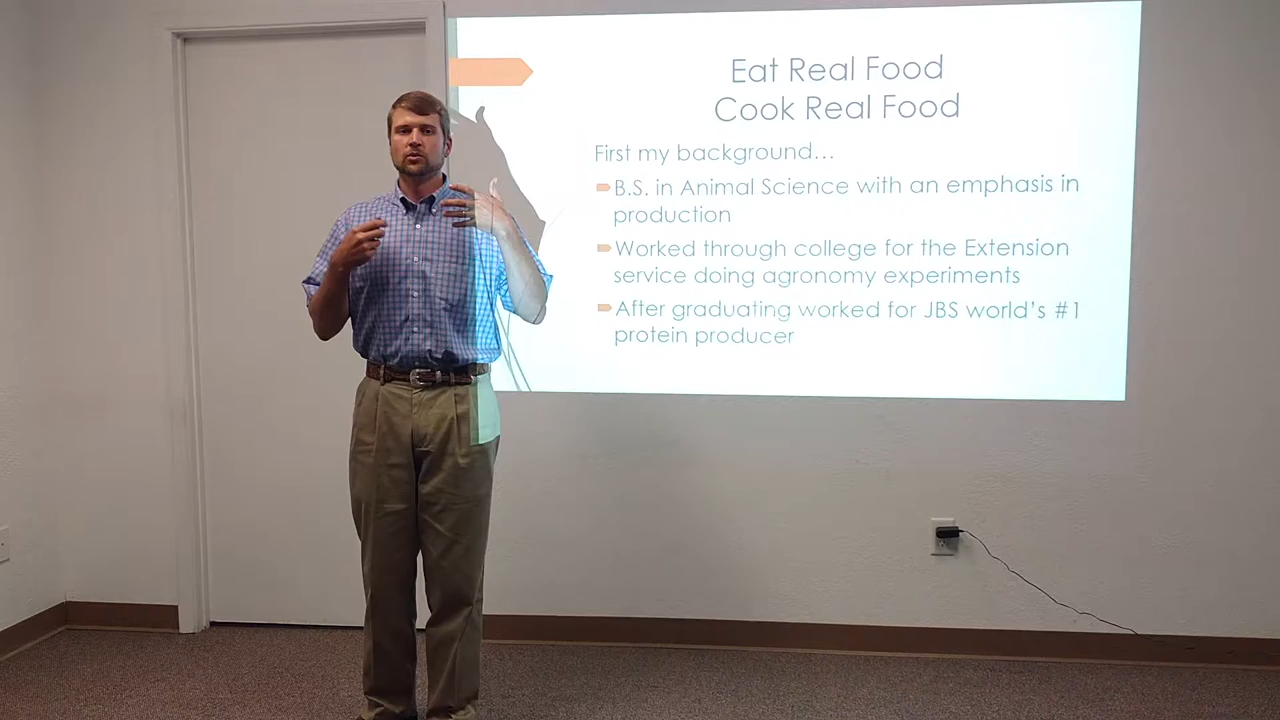 Eat Real Food
Cook Real Food
First my background…
B.S. in Animal Science with an emphasis in
production
Worked through college for the Extension
service doing agronomy experiments
After graduating worked for JBS world's #1
protein producer